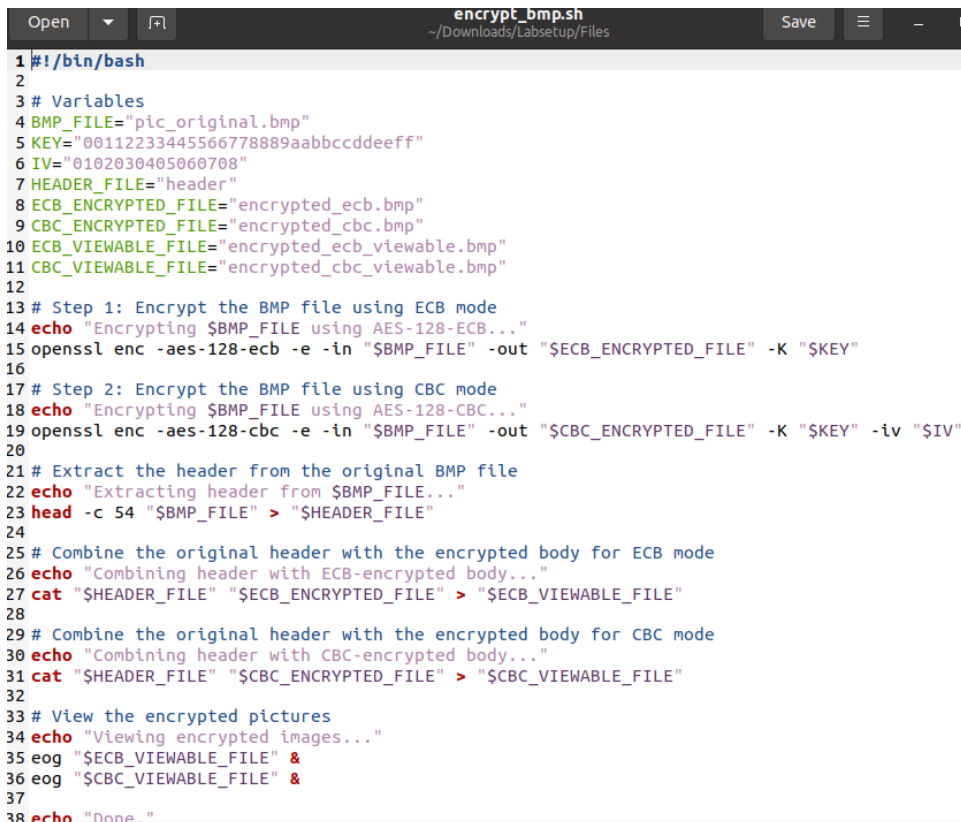 Open
encrypt_bmp.sh
~/Downloads/Labsetup/Files
Save
1 #!/bin/bash
2
3 # Variables
4 BMP_FILE="pic_original.bmp"
5 KEY="00112233445566778889aabbccddeeff"
6 IV="0102030405060708"
7 HEADER_FILE="header"
8 ECB_ENCRYPTED_FILE="encrypted_ecb.bmp"
9 CBC_ENCRYPTED_FILE="encrypted_cbc.bmp"
10 ECB_VIEWABLE_FILE="encrypted_ecb_viewable.bmp"
11 CBC_VIEWABLE_FILE="encrypted_cbc_viewable.bmp"
12
13 # Step 1: Encrypt the BMP file using ECB mode
14 echo "Encrypting $BMP_FILE using AES-128-ECB..."
15 openssl enc -aes-128-ecb -e -in "$BMP_FILE" -out "$ECB_ENCRYPTED_FILE" -K "$KEY"
16
17 # Step 2: Encrypt the BMP file using CBC mode
18 echo "Encrypting $BMP_FILE using AES-128-CBC..."
19 openssl enc -aes-128-cbc -e -in "$BMP_FILE" -out "$CBC_ENCRYPTED_FILE" -K "$KEY" -iv "$IV"
20
21 # Extract the header from the original BMP file
22 echo "Extracting header from $BMP_FILE..."
23 head -c 54 "$BMP_FILE" > "$HEADER_FILE"
24
25 # Combine the original header with the encrypted body for ECB mode
26 echo "Combining header with ECB-encrypted body..."
27 cat "$HEADER_FILE" "$ECB_ENCRYPTED_FILE" > "$ECB_VIEWABLE_FILE"
28
29 # Combine the original header with the encrypted body for CBC mode
30 echo "Combining header with CBC-encrypted body..."
31 cat "$HEADER_FILE" "$CBC_ENCRYPTED_FILE" > "$CBC_VIEWABLE_FILE"
32
33 # View the encrypted pictures
34 echo "Viewing encrypted images..."
35 eog "$ECB_VIEWABLE_FILE" &
36 eog "$CBC_VIEWABLE_FILE" &
37
38 echo "Done."